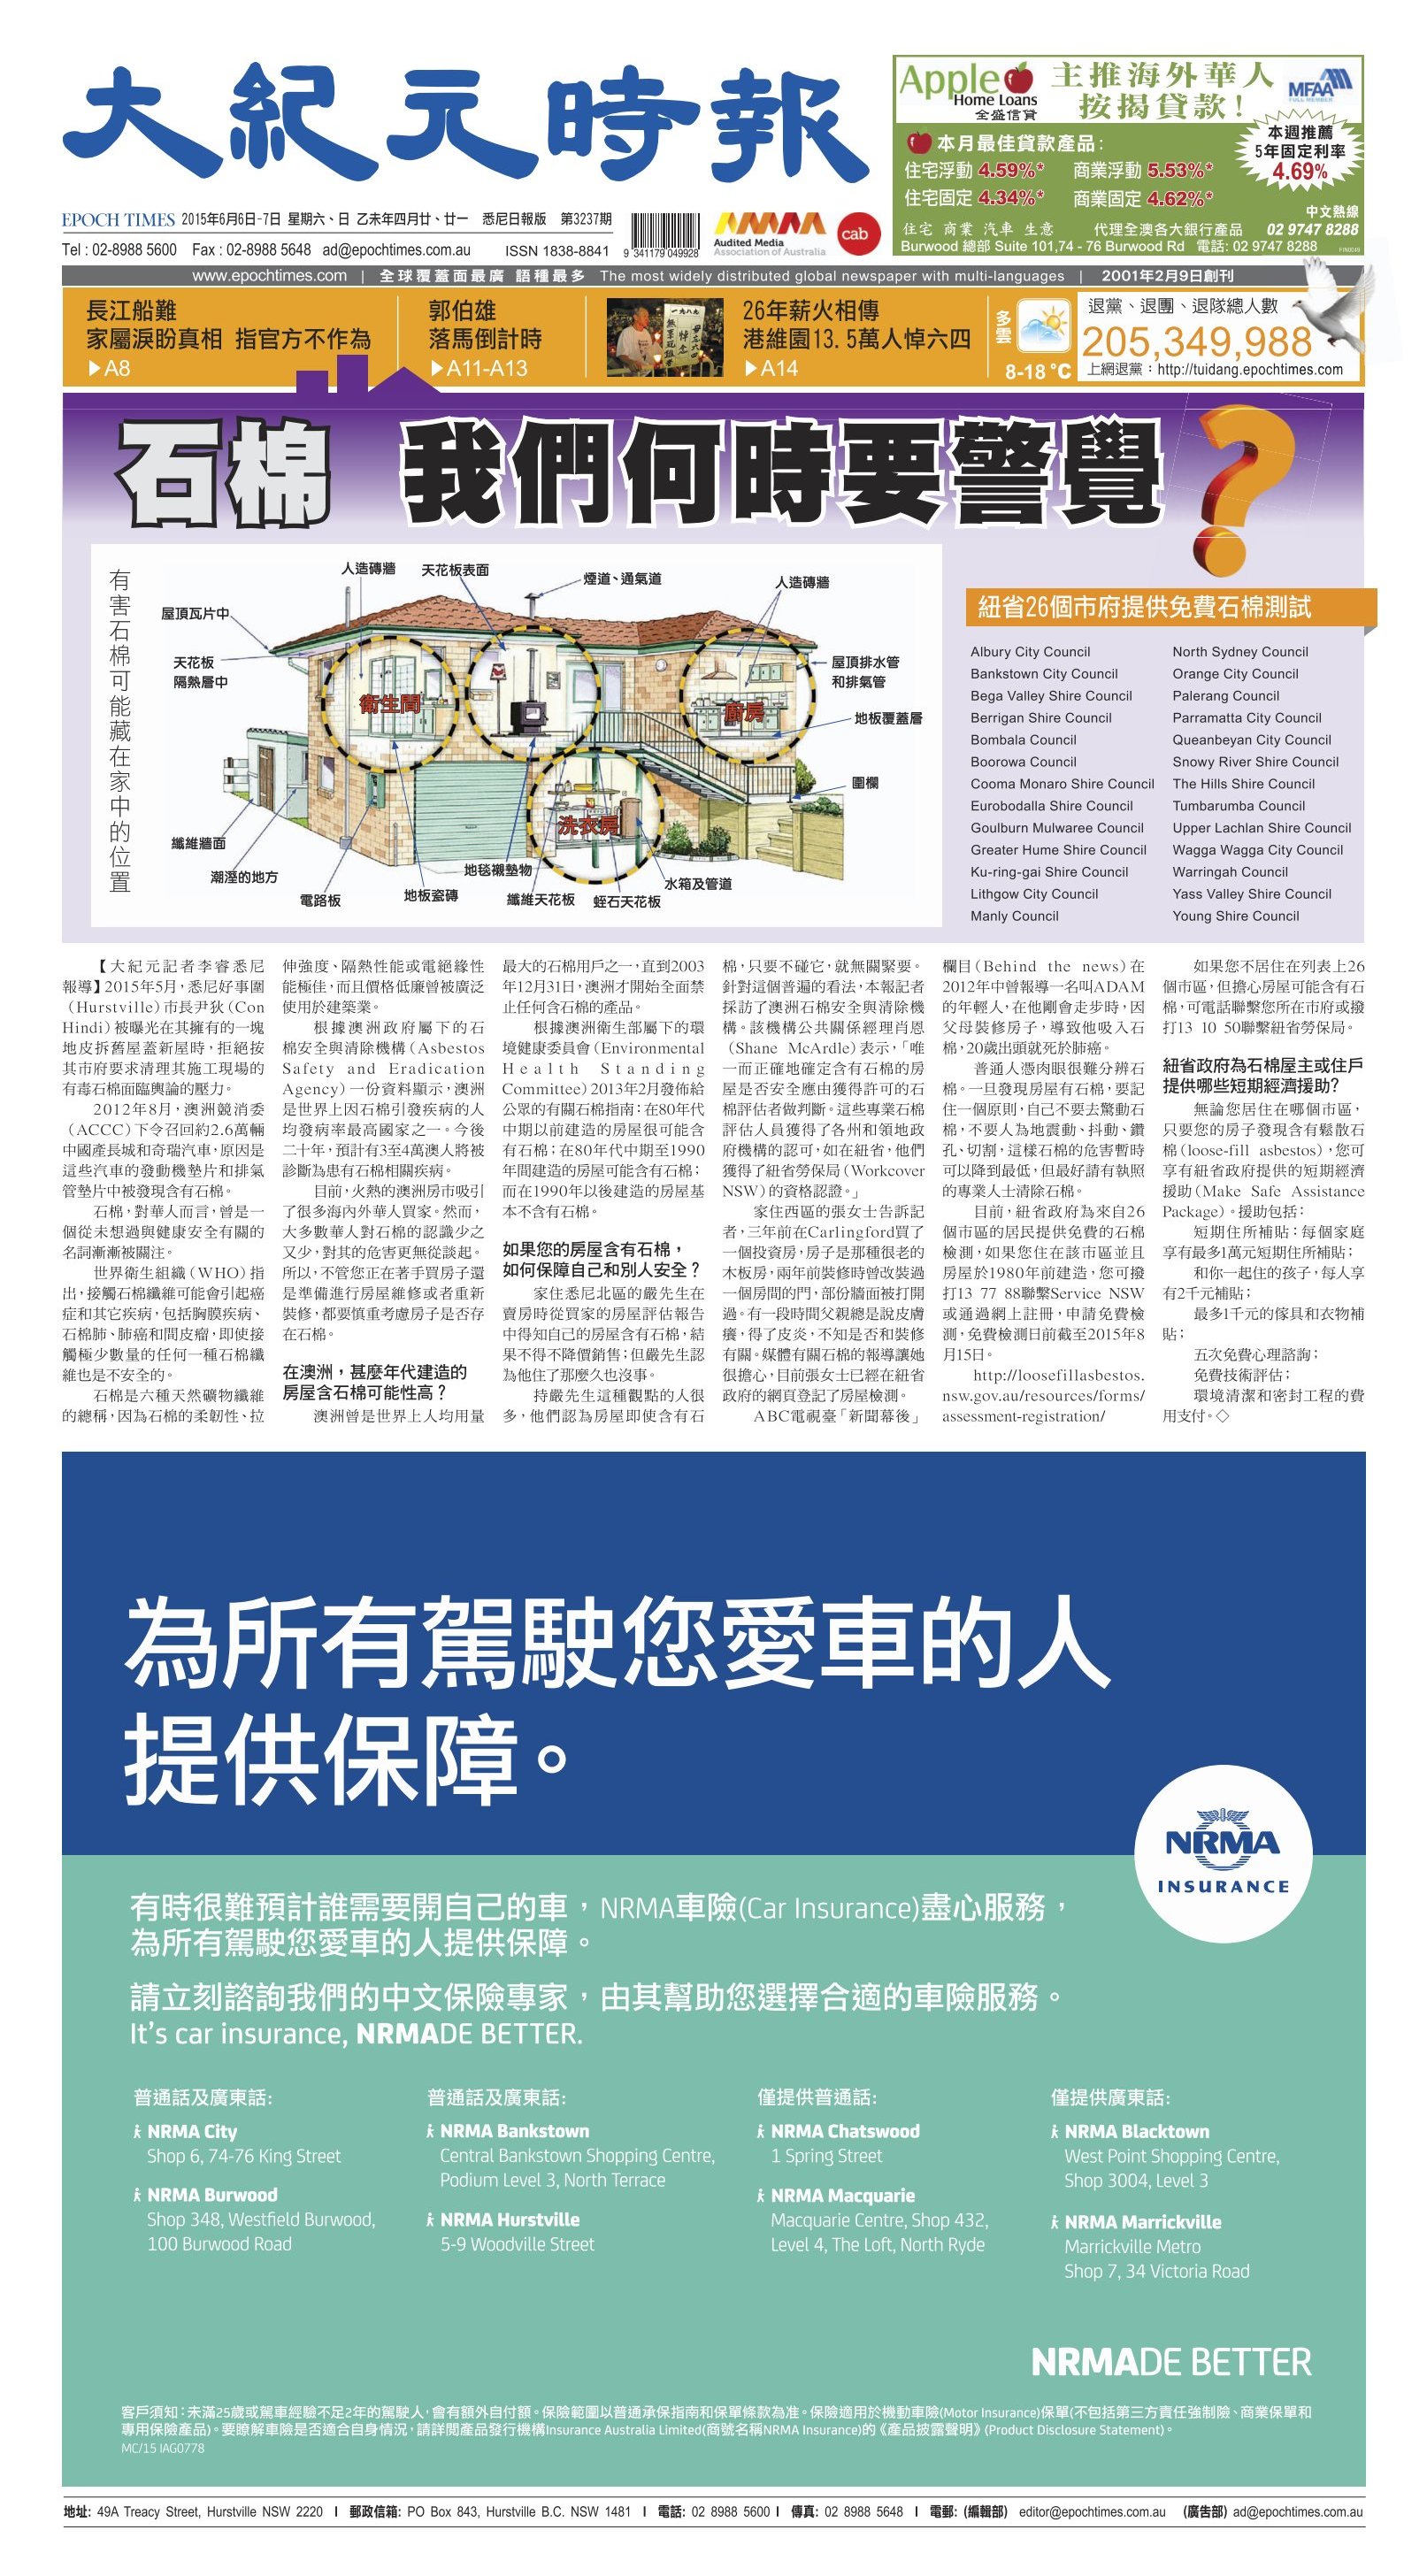 大紀元時報
EPOCH TIMES 2015年6月6日-7日 星期六、日 乙未年四月廿、廿一 悉尼日報版 第3237期
Tel : 02-8988 5600 Fax : 02-8988 5648 ad@epochtimes.com.au ISSN 1838-8841
9 341179 049928
AMAA
Audited Media
Association of Australia
cab
Apple
Home Loans
全盛信貸
主推海外華人
按揭貸款!
MFAA
FULL MEMBER
本月最佳貸款產品:
住宅浮動 4.59%* 商業浮動 5.53%*
住宅固定 4.34%* 商業固定 4.62%*
本週推薦
5年固定利率
4.69%
中文熱線
住宅 商業 汽車 生意 代理全澳各大銀行產品 02 9747 8288
Burwood 總部 Suite 101,74 - 76 Burwood Rd 電話: 02 9747 8288
www.epochtimes.com | 全球覆蓋面最廣 語種最多 The most widely distributed global newspaper with multi-languages | 2001年2月9日創刊
長江船難
家屬淚盼真相 指官方不作為
▶A8
郭伯雄
落馬倒計時
▶A11-A13
26年薪火相傳
港維園13.5萬人悼六四
▶A14
多雲
8-18 °C
退黨、退團、退隊總人數
205,349,988
上網退黨：http://tuidang.epochtimes.com
石棉 我們何時要警覺?
有害石棉可能藏在家中的位置
人造磚牆
天花板表面
煙道、通氣道
人造磚牆
屋頂瓦片中
天花板
隔熱層中
衛生間
廚房
屋頂排水管
和排氣管
地板覆蓋層
圍欄
洗衣房
纖維牆面
潮溼的地方
電路板
地板瓷磚
地毯襯墊物
纖維天花板
蛭石天花板
水箱及管道
紐省26個市府提供免費石棉測試
Albury City Council
Bankstown City Council
Bega Valley Shire Council
Berrigan Shire Council
Bombala Council
Boorowa Council
Cooma Monaro Shire Council
Eurobodalla Shire Council
Goulburn Mulwaree Council
Greater Hume Shire Council
Ku-ring-gai Shire Council
Lithgow City Council
Manly Council
North Sydney Council
Orange City Council
Palerang Council
Parramatta City Council
Queanbeyan City Council
Snowy River Shire Council
The Hills Shire Council
Tumbarumba Council
Upper Lachlan Shire Council
Wagga Wagga City Council
Warringah Council
Yass Valley Shire Council
Young Shire Council
【大紀元記者李睿悉尼
報導】2015年5月，悉尼好事圍
（Hurstville）市長尹狄（Con
Hindi）被曝光在其擁有的一塊
地皮拆舊屋蓋新屋時，拒絕按
其市府要求清理其施工現場的
有毒石棉面臨輿論的壓力。
2012年8月，澳洲競消委
（ACCC）下令召回約2.6萬輛
中國產長城和奇瑞汽車，原因是
這些汽車的發動機墊片和排氣
管墊片中被發現含有石棉。
石棉，對華人而言，曾是一
個從未想過與健康安全有關的
名詞漸漸被關注。
世界衛生組織（WHO）指
出，接觸石棉纖維可能會引起癌
症和其它疾病，包括胸膜疾病、
石棉肺、肺癌和間皮瘤，即使接
觸極少數量的任何一種石棉纖
維也是不安全的。
石棉是六種天然礦物纖維
的總稱，因為石棉的柔韌性、拉
伸強度、隔熱性能或電絕緣性
能極佳，而且價格低廉曾被廣泛
使用於建築業。
根據澳洲政府屬下的石
棉安全與清除機構（Asbestos
Safety and Eradication
Agency）一份資料顯示，澳洲
是世界上因石棉引發疾病的人
均發病率最高國家之一。今後
二十年，預計有3至4萬澳人將被
診斷為患有石棉相關疾病。
目前，火熱的澳洲房市吸引
了很多海內外華人買家。然而，
大多數華人對石棉的認識少之
又少，對其的危害更無從談起。
所以，不管您正在著手買房子還
是準備進行房屋維修或者重新
裝修，都要慎重考慮房子是否存
在石棉。
在澳洲，甚麼年代建造的
房屋含石棉可能性高？
澳洲曾是世界上人均用量
最大的石棉用戶之一，直到2003
年12月31日，澳洲才開始全面禁
止任何含石棉的產品。
根據澳洲衛生部屬下的環
境健康委員會（Environmental
Health Standing
Committee）2013年2月發佈給
公眾的有關石棉指南：在80年代
中期以前建造的房屋很可能含
有石棉；在80年代中期至1990
年間建造的房屋可能含有石棉；
而在1990年以後建造的房屋基
本不含有石棉。
如果您的房屋含有石棉，
如何保障自己和別人安全？
家住悉尼北區的嚴先生在
賣房時從買家的房屋評估報告
中得知自己的房屋含有石棉，結
果不得不降價銷售；但嚴先生認
為他住了那麼久也沒事。
持嚴先生這種觀點的人很
多，他們認為房屋即使含有石
棉，只要不碰它，就無關緊要。
針對這個普遍的看法，本報記者
採訪了澳洲石棉安全與清除機
構。該機構公共關係經理肖恩
（Shane McArdle）表示，「唯
一而正確地確定含有石棉的房
屋是否安全應由獲得許可的石
棉評估者做判斷。這些專業石棉
評估人員獲得了各州和領地政
府機構的認可，如在紐省，他們
獲得了紐省勞保局（Workcover
NSW）的資格認證。」
家住西區的張女士告訴記
者，三年前在Carlingford買了
一個投資房，房子是那種很老的
木板房，兩年前裝修時曾改裝過
一個房間的門，部份牆面被打開
過。有一段時間父親總是說皮膚
癢，得了皮炎，不知是否和裝修
有關。媒體有關石棉的報導讓她
很擔心，目前張女士已經在紐省
政府的網頁登記了房屋檢測。
ABC電視臺「新聞幕後」
欄目（Behind the news）在
2012年中曾報導一名叫ADAM
的年輕人，在他剛會走步時，因
父母裝修房子，導致他吸入石
棉，20歲出頭就死於肺癌。
普通人憑肉眼很難分辨石
棉。一旦發現房屋有石棉，要記
住一個原則，自己不要去驚動石
棉，不要人為地震動、抖動、鑽
孔、切割，這樣石棉的危害暫時
可以降到最低，但最好請有執照
的專業人士清除石棉。
目前，紐省政府為來自26
個市區的居民提供免費的石棉
檢測，如果您住在該市區並且
房屋於1980年前建造，您可撥
打13 77 88聯繫Service NSW
或通過網上註冊，申請免費檢
測，免費檢測日前截至2015年8
月15日。
http://loosefillasbestos.
nsw.gov.au/resources/forms/
assessment-registration/
如果您不居住在列表上26
個市區，但擔心房屋可能含有石
棉，可電話聯繫您所在市府或撥
打13 10 50聯繫紐省勞保局。
紐省政府為石棉屋主或住戶
提供哪些短期經濟援助？
無論您居住在哪個市區，
只要您的房子發現含有鬆散石
棉（loose-fill asbestos），您可
享有紐省政府提供的短期經濟
援助（Make Safe Assistance
Package）。援助包括：
短期住所補貼：每個家庭
享有最多1萬元短期住所補貼；
和你一起住的孩子，每人享
有2千元補貼；
最多1千元的傢具和衣物補
貼；
五次免費心理諮詢；
免費技術評估；
環境清潔和密封工程的費
用支付。◇
為所有駕駛您愛車的人
提供保障。
NRMA
INSURANCE
有時很難預計誰需要開自己的車，NRMA車險(Car Insurance)盡心服務，
為所有駕駛您愛車的人提供保障。
請立刻諮詢我們的中文保險專家，由其幫助您選擇合適的車險服務。
It's car insurance, NRMADE BETTER.
普通話及廣東話:
NRMA City
Shop 6, 74-76 King Street
NRMA Burwood
Shop 348, Westfield Burwood,
100 Burwood Road
普通話及廣東話:
NRMA Bankstown
Central Bankstown Shopping Centre,
Podium Level 3, North Terrace
NRMA Hurstville
5-9 Woodville Street
僅提供普通話:
NRMA Chatswood
1 Spring Street
NRMA Macquarie
Macquarie Centre, Shop 432,
Level 4, The Loft, North Ryde
僅提供廣東話:
NRMA Blacktown
West Point Shopping Centre,
Shop 3004, Level 3
NRMA Marrickville
Marrickville Metro
Shop 7, 34 Victoria Road
NRMADE BETTER
客戶須知：未滿25歲或駕車經驗不足2年的駕駛人，會有額外自付額。保險範圍以普通承保指南和保單條款為准。保險適用於機動車險(Motor Insurance)保單(不包括第三方責任強制險、商業保單和
專用保險產品)。要瞭解車險是否適合自身情況，請詳閱產品發行機構Insurance Australia Limited(商號名稱NRMA Insurance)的《產品披露聲明》(Product Disclosure Statement)。
MC/15 IAG0778
地址: 49A Treacy Street, Hurstville NSW 2220 I 郵政信箱: PO Box 843, Hurstville B.C. NSW 1481 I 電話: 02 8988 5600 I 傳真: 02 8988 5648 I 電郵: (編輯部) editor@epochtimes.com.au (廣告部) ad@epochtimes.com.au